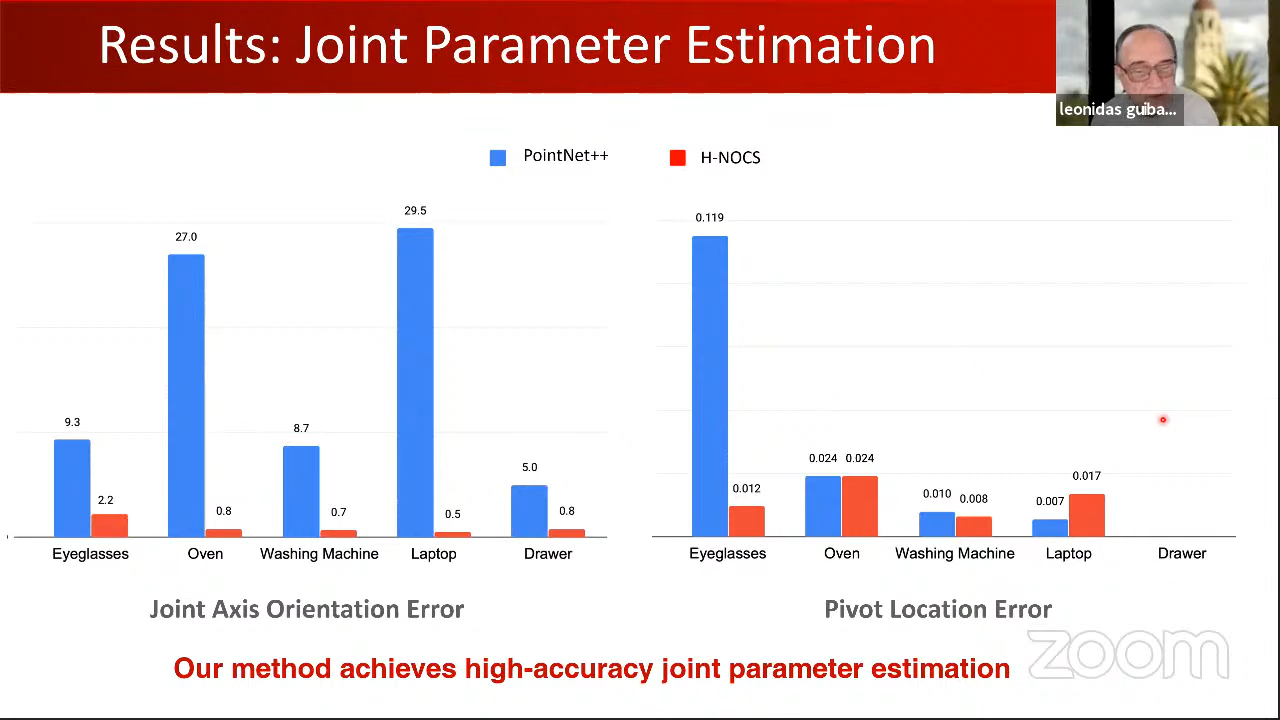 Results: Joint Parameter Estimation
leonidas guiba...
PointNet++
H-NOCS
9.3
2.2
27.0
0.8
8.7
0.7
29.5
0.5
5.0
0.8
Eyeglasses
Oven
Washing Machine
Laptop
Drawer
Joint Axis Orientation Error
0.119
0.012
0.024
0.024
0.010
0.008
0.007
0.017
Eyeglasses
Oven
Washing Machine
Laptop
Drawer
Pivot Location Error
Our method achieves high-accuracy joint parameter estimation
zoom